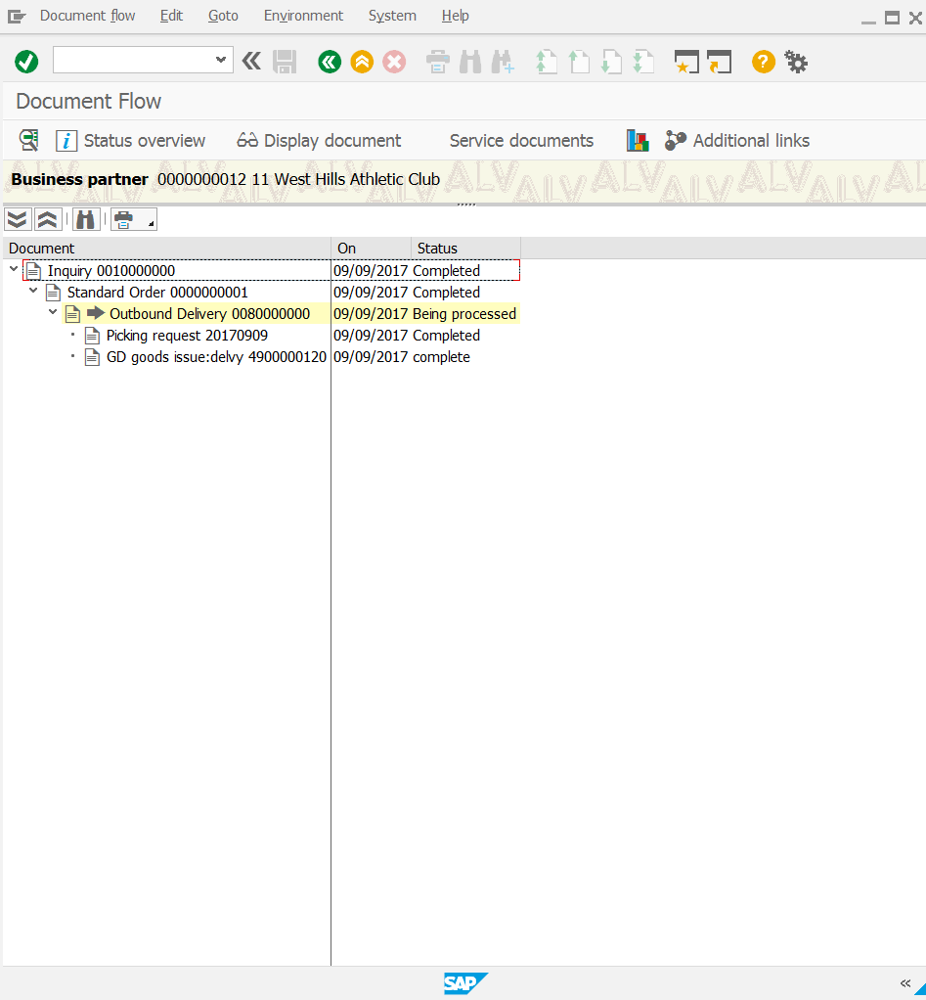 Document flow Edit Goto Environment System Help
Document Flow
Status overview Display document Service documents Additional links
Business partner 0000000012 11 West Hills Athletic Club
Document On Status
Inquiry 0010000000 09/09/2017 Completed
Standard Order 0000000001 09/09/2017 Completed
Outbound Delivery 0080000000 09/09/2017 Being processed
Picking request 20170909 09/09/2017 Completed
GD goods issue:delvy 4900000120 09/09/2017 complete
SAP